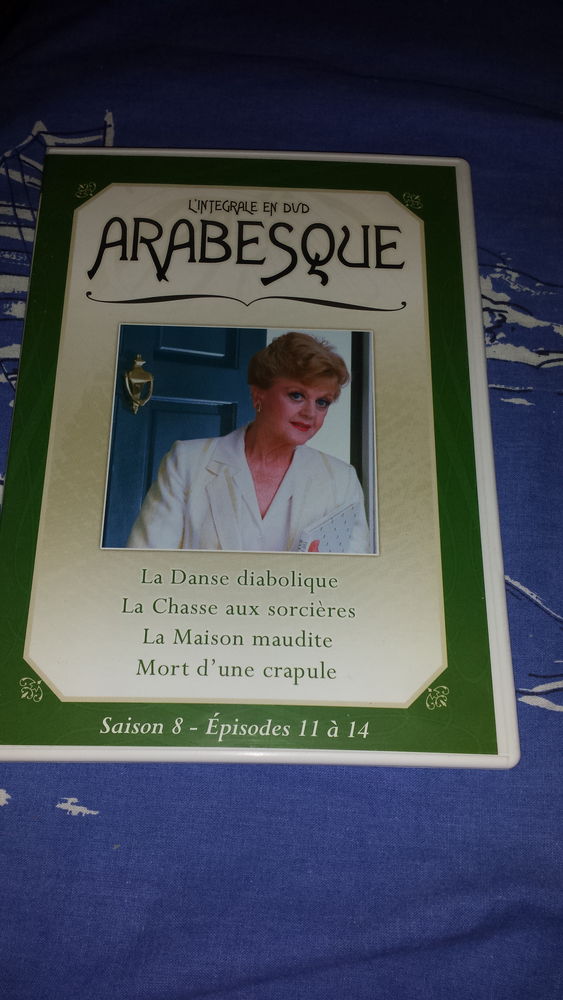 L'INTEGRALE EN DVD
ARABESQUE
La Danse diabolique
La Chasse aux sorcières
La Maison maudite
Mort d'une crapule
Saison 8 - Épisodes 11 à 14